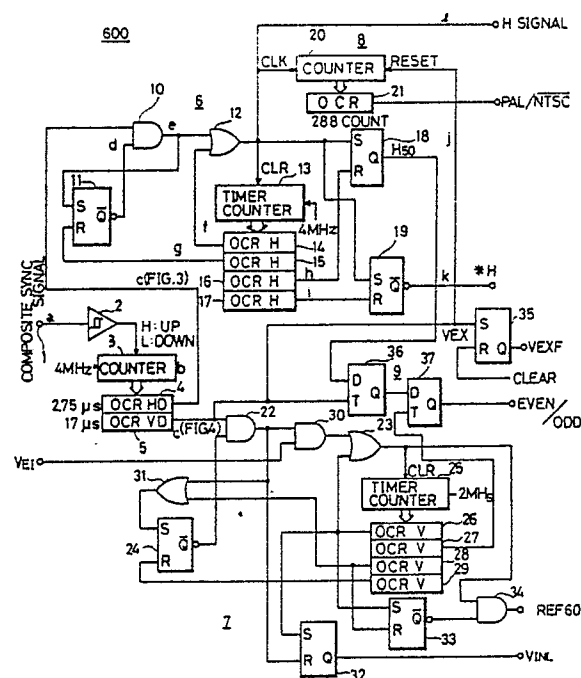 600
ℓ
H SIGNAL
20
8
CLK
COUNTER
RESET
10
6
OCR
21
PAL/NTSC
288 COUNT
12
18
e
d
S
Q
H50
j
R
CLR
13
11
S
Q
R
TIMER
COUNTER
4MHz
19
f
g
OCR H
14
OCR H
15
c(FIG.3)
16
OCR H
h
17
OCR H
i
S
Q
R
k
*H
COMPOSITE SYNC
SIGNAL
a
1
2
H: UP
L: DOWN
3
4MHz
COUNTER
b
4
2.75 μs
OCR HD
17 μs
OCR VD
5
c(FIG4)
VEX
35
S
Q
R
VEXF
CLEAR
36
D
Q
T
9
37
D
Q
T
EVEN/
ODD
22
30
23
VEI
31
CLR
25
TIMER
COUNTER
2MHz
24
S
Q
R
OCR V
26
OCR V
27
OCR V
28
OCR V
29
34
REF60
7
S
Q
R
33
S
Q
R
32
VINL